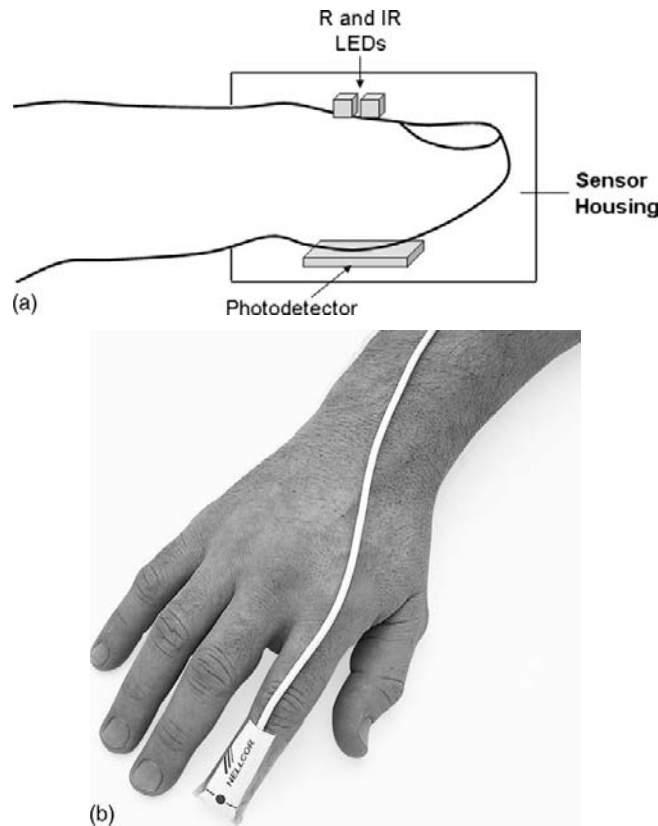 R and IR
LEDs
Sensor
Housing
Photodetector
(a)
NELLCOR
(b)